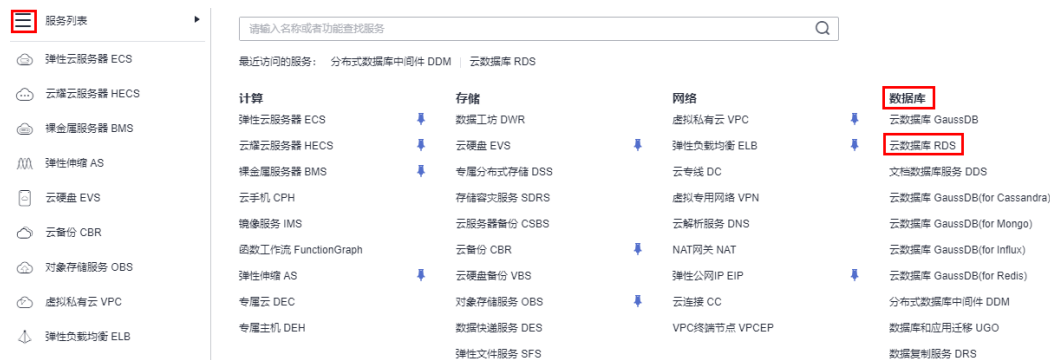 服务列表
弹性云服务器 ECS
云耀云服务器 HECS
裸金属服务器 BMS
弹性伸缩 AS
云硬盘 EVS
云备份 CBR
对象存储服务 OBS
虚拟私有云 VPC
弹性负载均衡 ELB
请输入名称或者功能查找服务
最近访问的服务： 分布式数据库中间件 DDM | 云数据库 RDS
计算
弹性云服务器 ECS
云耀云服务器 HECS
裸金属服务器 BMS
云手机 CPH
镜像服务 IMS
函数工作流 FunctionGraph
弹性伸缩 AS
专属云 DEC
专属主机 DEH
存储
数据工坊 DWR
云硬盘 EVS
专属分布式存储 DSS
存储容灾服务 SDRS
云服务器备份 CSBS
云备份 CBR
云硬盘备份 VBS
对象存储服务 OBS
数据快递服务 DES
弹性文件服务 SFS
网络
虚拟私有云 VPC
弹性负载均衡 ELB
云专线 DC
虚拟专用网络 VPN
云解析服务 DNS
NAT网关 NAT
弹性公网IP EIP
云连接 CC
VPC终端节点 VPCEP
数据库
云数据库 GaussDB
云数据库 RDS
文档数据库服务 DDS
云数据库 GaussDB(for Cassandra)
云数据库 GaussDB(for Mongo)
云数据库 GaussDB(for Influx)
云数据库 GaussDB(for Redis)
分布式数据库中间件 DDM
数据库和应用迁移 UGO
数据复制服务 DRS